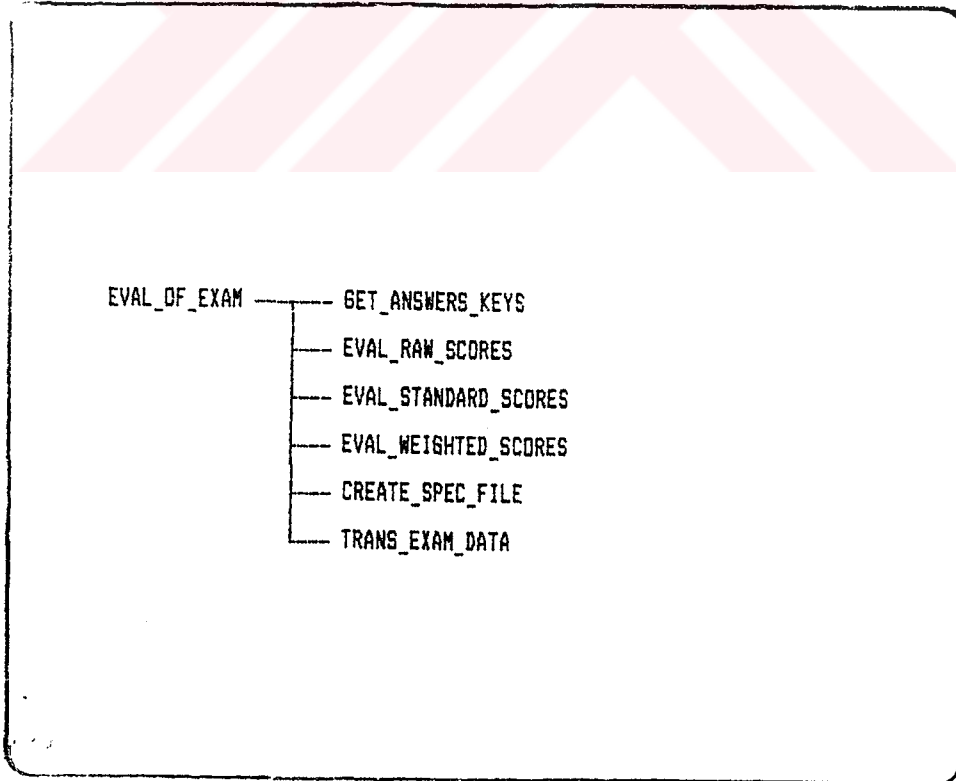 EVAL_OF_EXAM GET_ANSWERS_KEYS
EVAL_RAW_SCORES
EVAL_STANDARD_SCORES
EVAL_WEIGHTED_SCORES
CREATE_SPEC_FILE
TRANS_EXAM_DATA